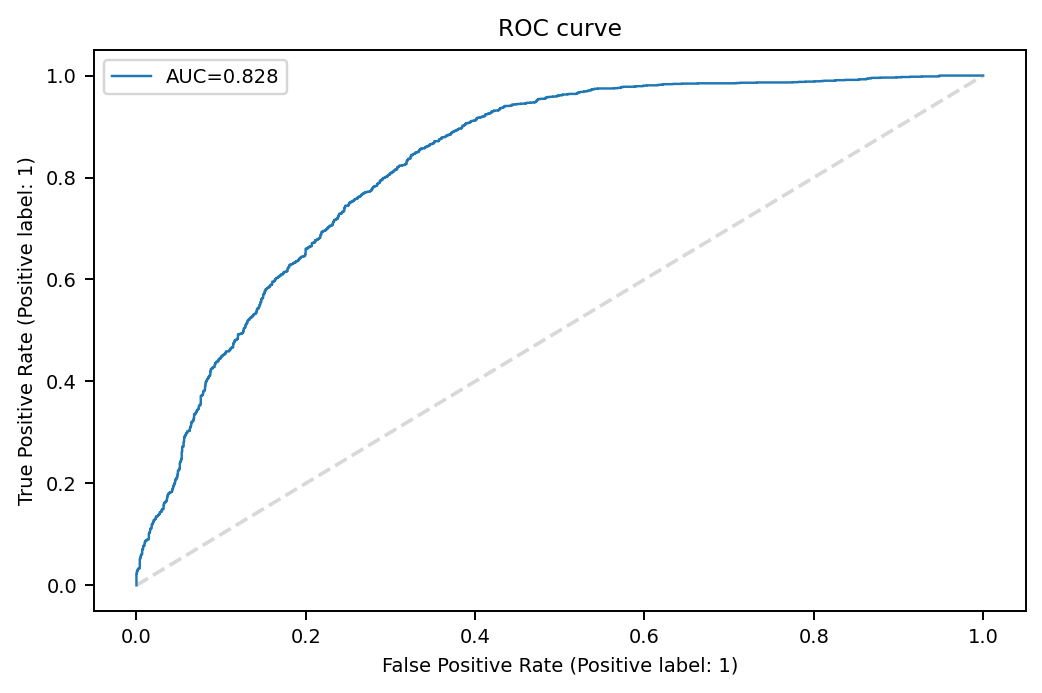 ROC curve
AUC=0.828
True Positive Rate (Positive label: 1)
1.0
0.8
0.6
0.4
0.2
0.0
0.0 0.2 0.4 0.6 0.8 1.0
False Positive Rate (Positive label: 1)